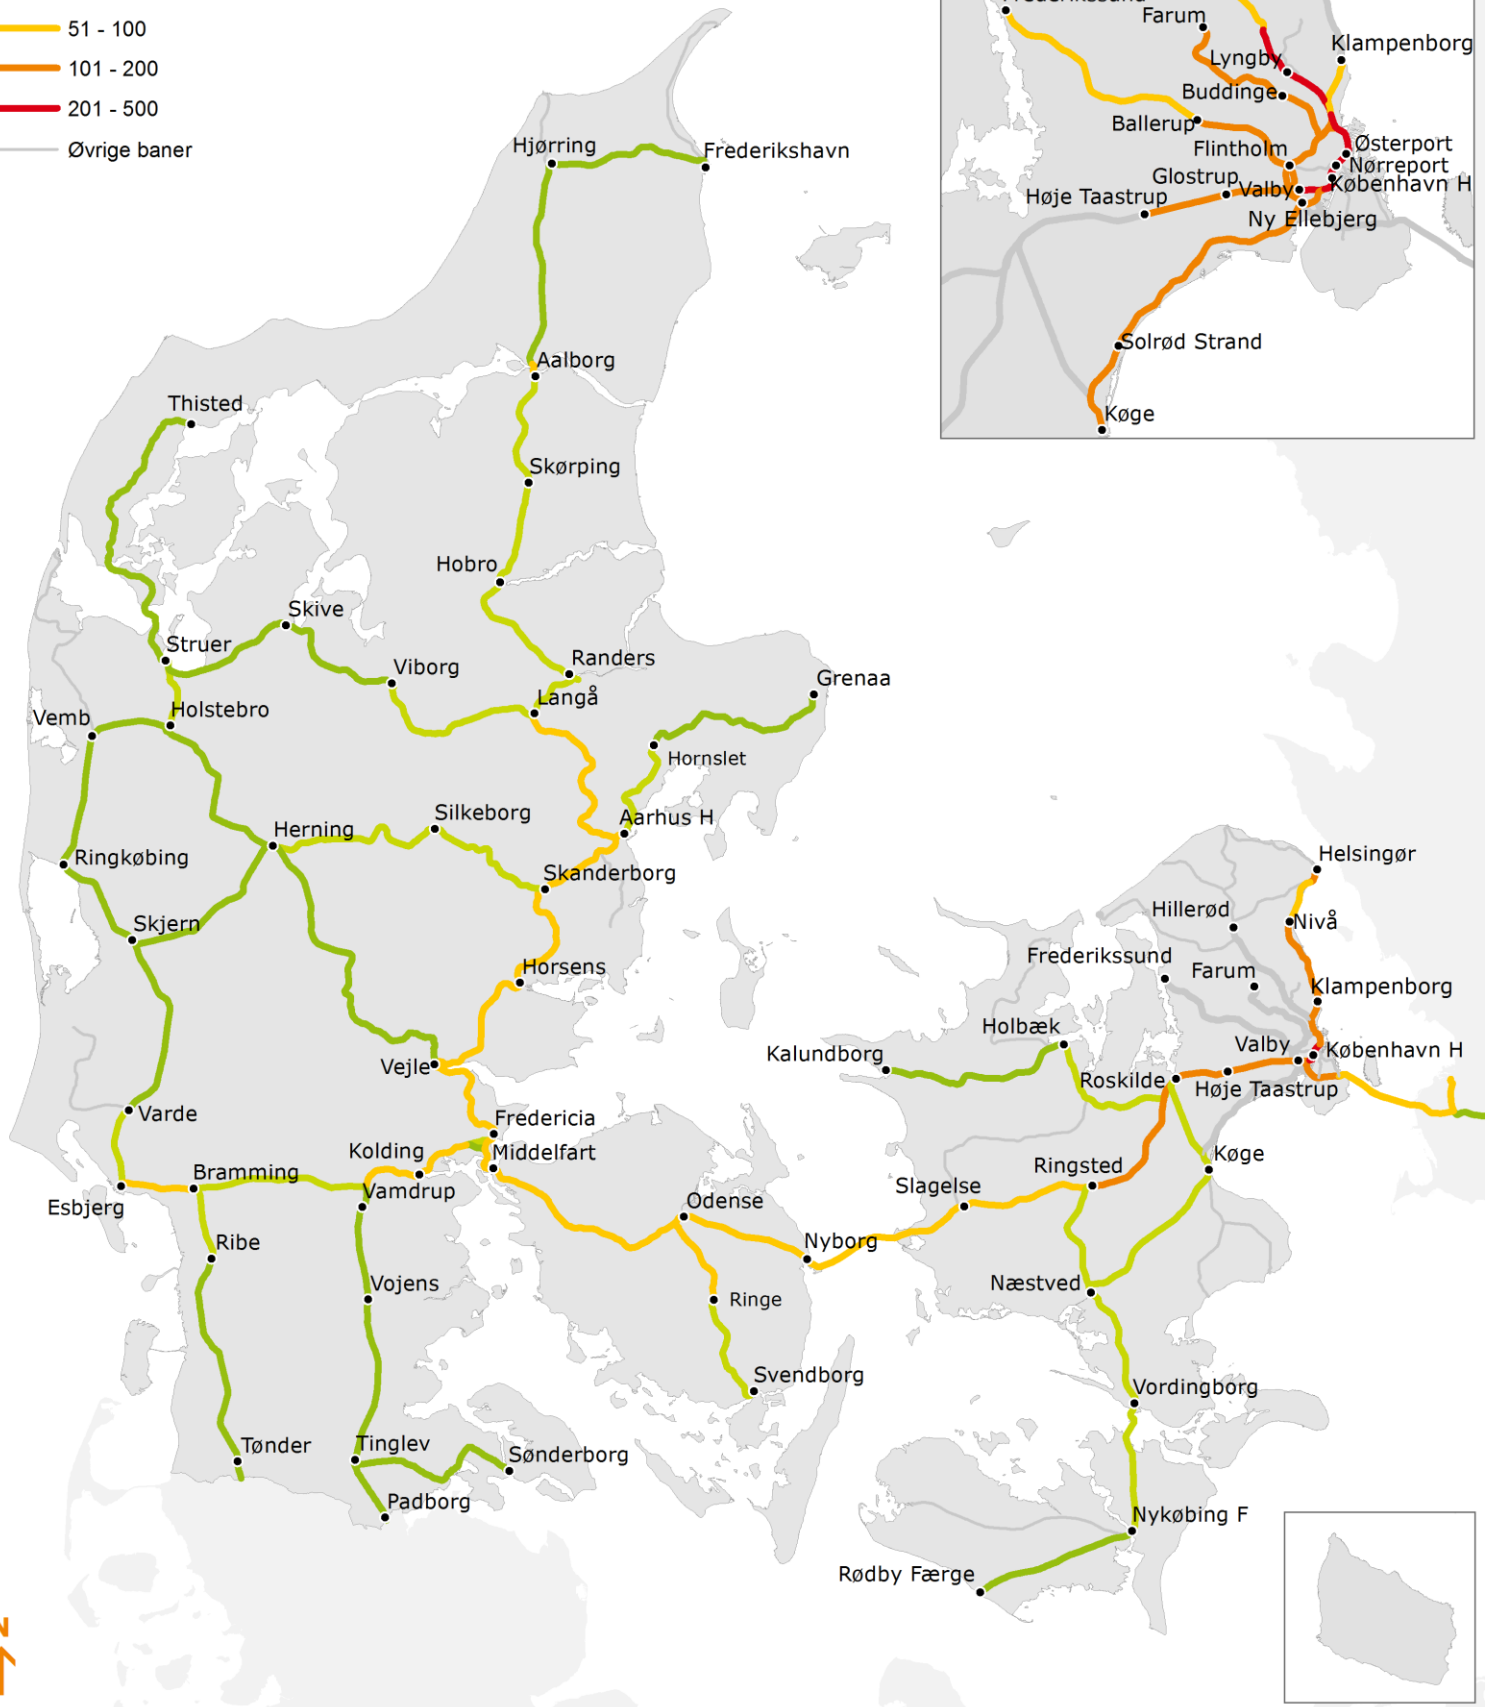 51 - 100
101 - 200
201 - 500
Øvrige baner
Farum
Lyngby
Klampenborg
Buddinge
Ballerup
Østerport
Flintholm
Nørreport
Glostrup
Valby
København H
Høje Taastrup
Ny Ellebjerg
Solrød Strand
Køge
Hjørring
Frederikshavn
Aalborg
Thisted
Skørping
Hobro
Skive
Struer
Viborg
Randers
Langå
Grenaa
Vemb
Holstebro
Hornslet
Silkeborg
Aarhus H
Herning
Ringkøbing
Skanderborg
Skjern
Horsens
Vejle
Varde
Fredericia
Kolding
Middelfart
Bramming
Vamdrup
Esbjerg
Odense
Ribe
Nyborg
Vojens
Ringe
Svendborg
Tønder
Tinglev
Sønderborg
Padborg
Helsingør
Hillerød
Nivå
Frederikssund
Farum
Klampenborg
Holbæk
Kalundborg
Valby
København H
Roskilde
Høje Taastrup
Køge
Ringsted
Slagelse
Næstved
Vordingborg
Nykøbing F
Rødby Færge